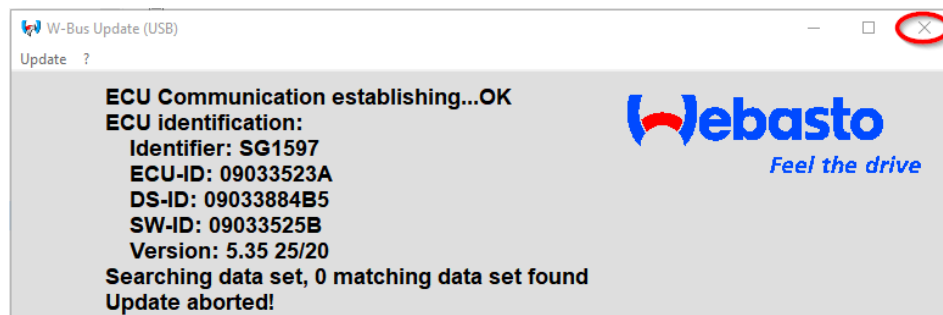 W-Bus Update (USB)
Update ?
ECU Communication establishing...OK
ECU identification:
Identifier: SG1597
ECU-ID: 09033523A
DS-ID: 09033884B5
SW-ID: 09033525B
Version: 5.35 25/20
Searching data set, 0 matching data set found
Update aborted!
Webasto
Feel the drive